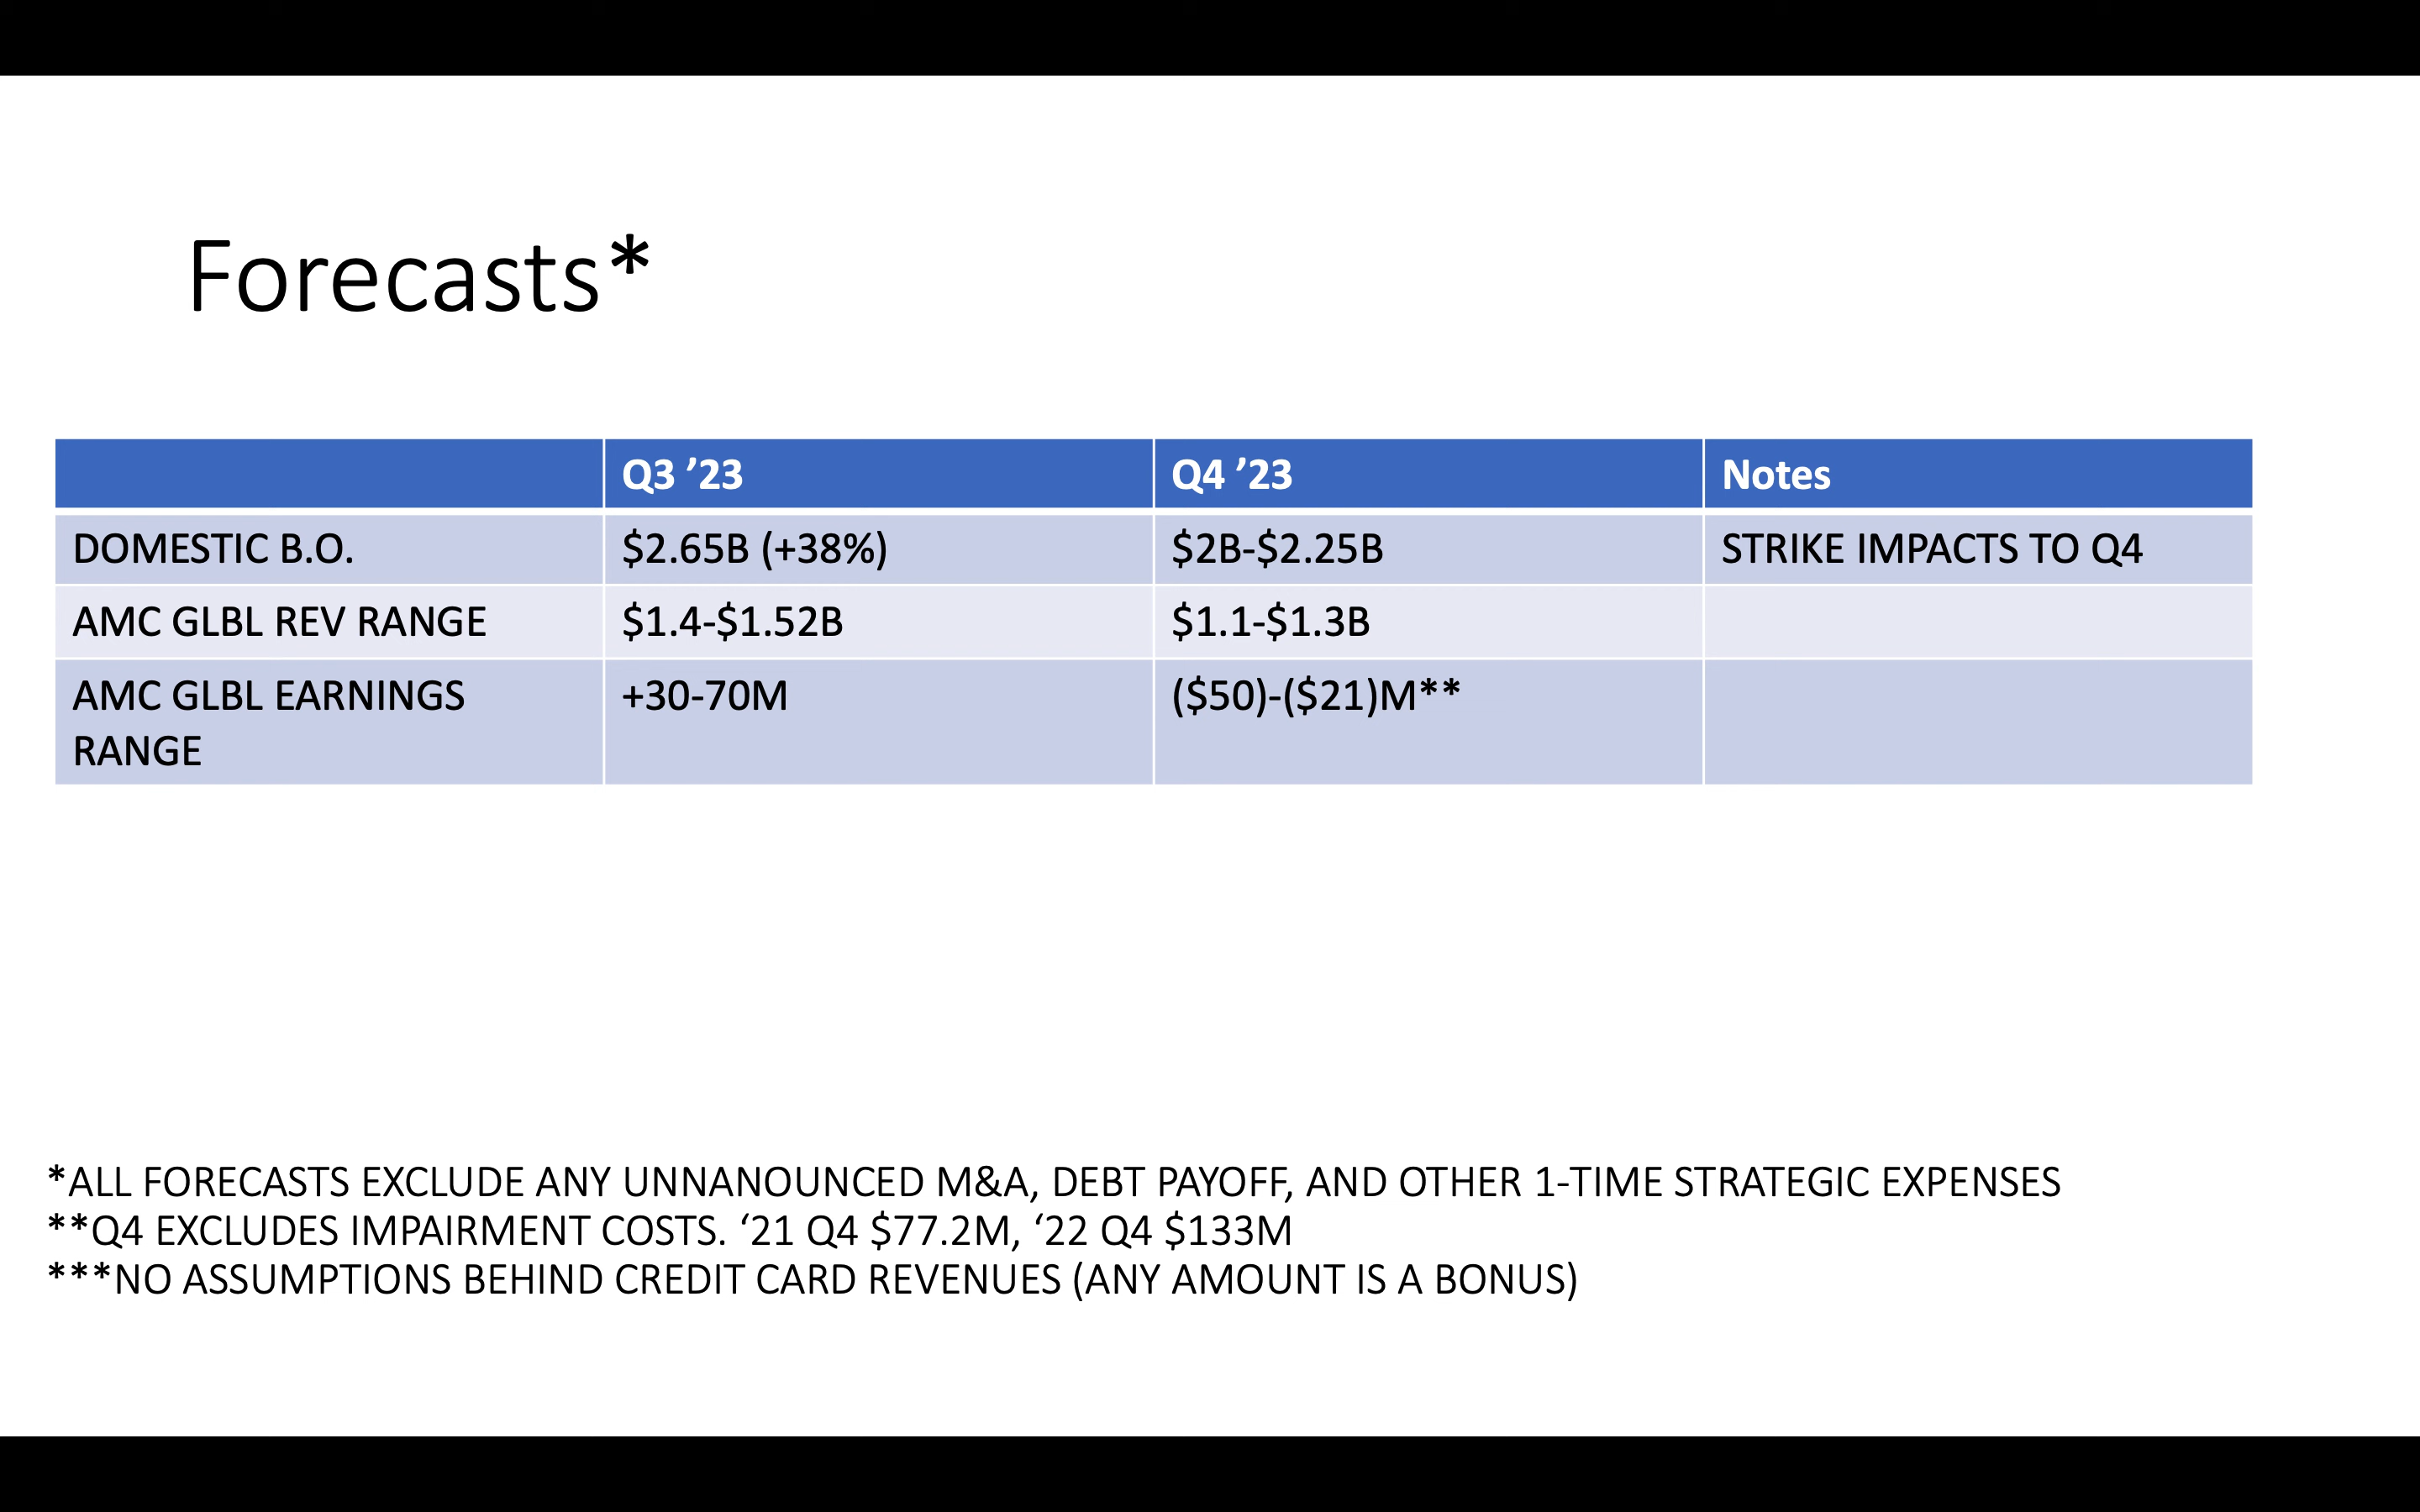 Forecasts*
Q3 ’23 Q4 ’23 Notes
DOMESTIC B.O. $2.65B (+38%) $2B-$2.25B STRIKE IMPACTS TO Q4
AMC GLBL REV RANGE $1.4-$1.52B $1.1-$1.3B
AMC GLBL EARNINGS +30-70M ($50)-($21)M**
RANGE
*ALL FORECASTS EXCLUDE ANY UNNANOUNCED M&A, DEBT PAYOFF, AND OTHER 1-TIME STRATEGIC EXPENSES
**Q4 EXCLUDES IMPAIRMENT COSTS. ‘21 Q4 $77.2M, ‘22 Q4 $133M
***NO ASSUMPTIONS BEHIND CREDIT CARD REVENUES (ANY AMOUNT IS A BONUS)